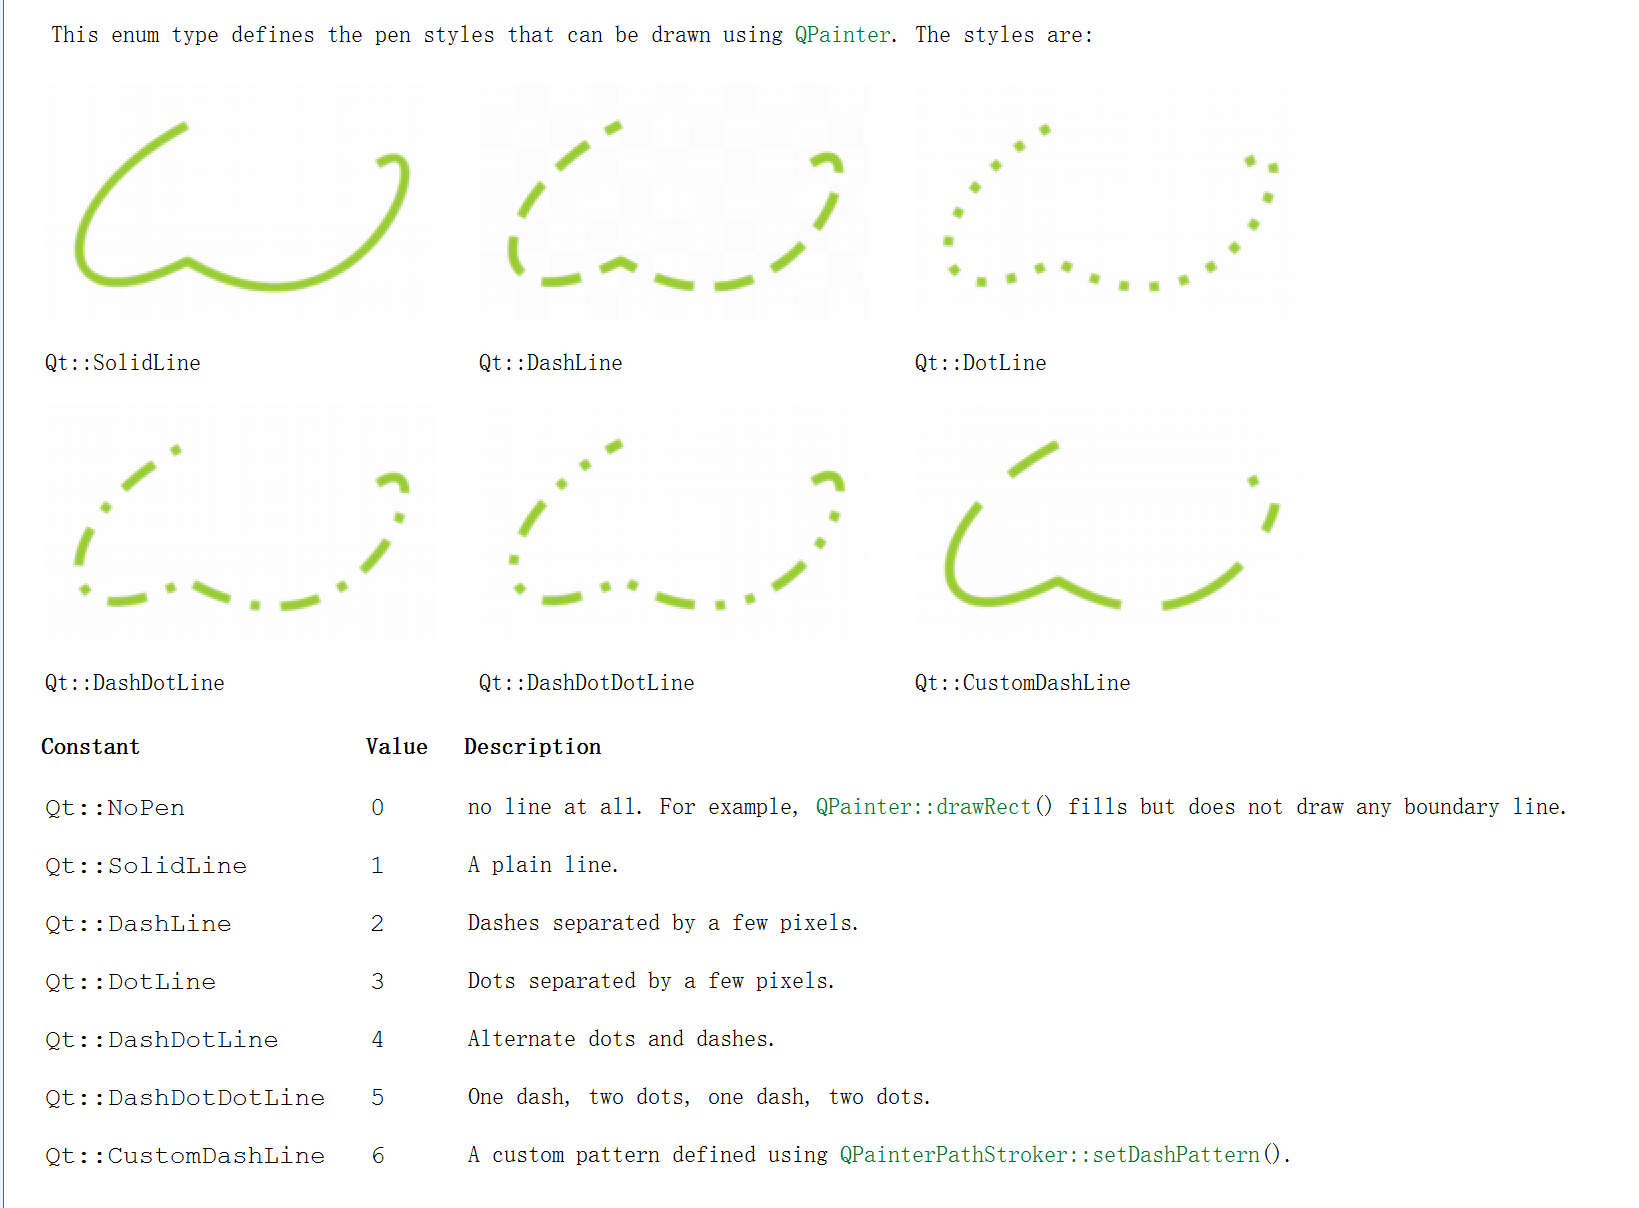 This enum type defines the pen styles that can be drawn using QPainter. The styles are:
Qt::SolidLine Qt::DashLine Qt::DotLine
Qt::DashDotLine Qt::DashDotDotLine Qt::CustomDashLine
Constant Value Description
Qt::NoPen 0 no line at all. For example, QPainter::drawRect() fills but does not draw any boundary line.
Qt::SolidLine 1 A plain line.
Qt::DashLine 2 Dashes separated by a few pixels.
Qt::DotLine 3 Dots separated by a few pixels.
Qt::DashDotLine 4 Alternate dots and dashes.
Qt::DashDotDotLine 5 One dash, two dots, one dash, two dots.
Qt::CustomDashLine 6 A custom pattern defined using QPainterPathStroker::setDashPattern().